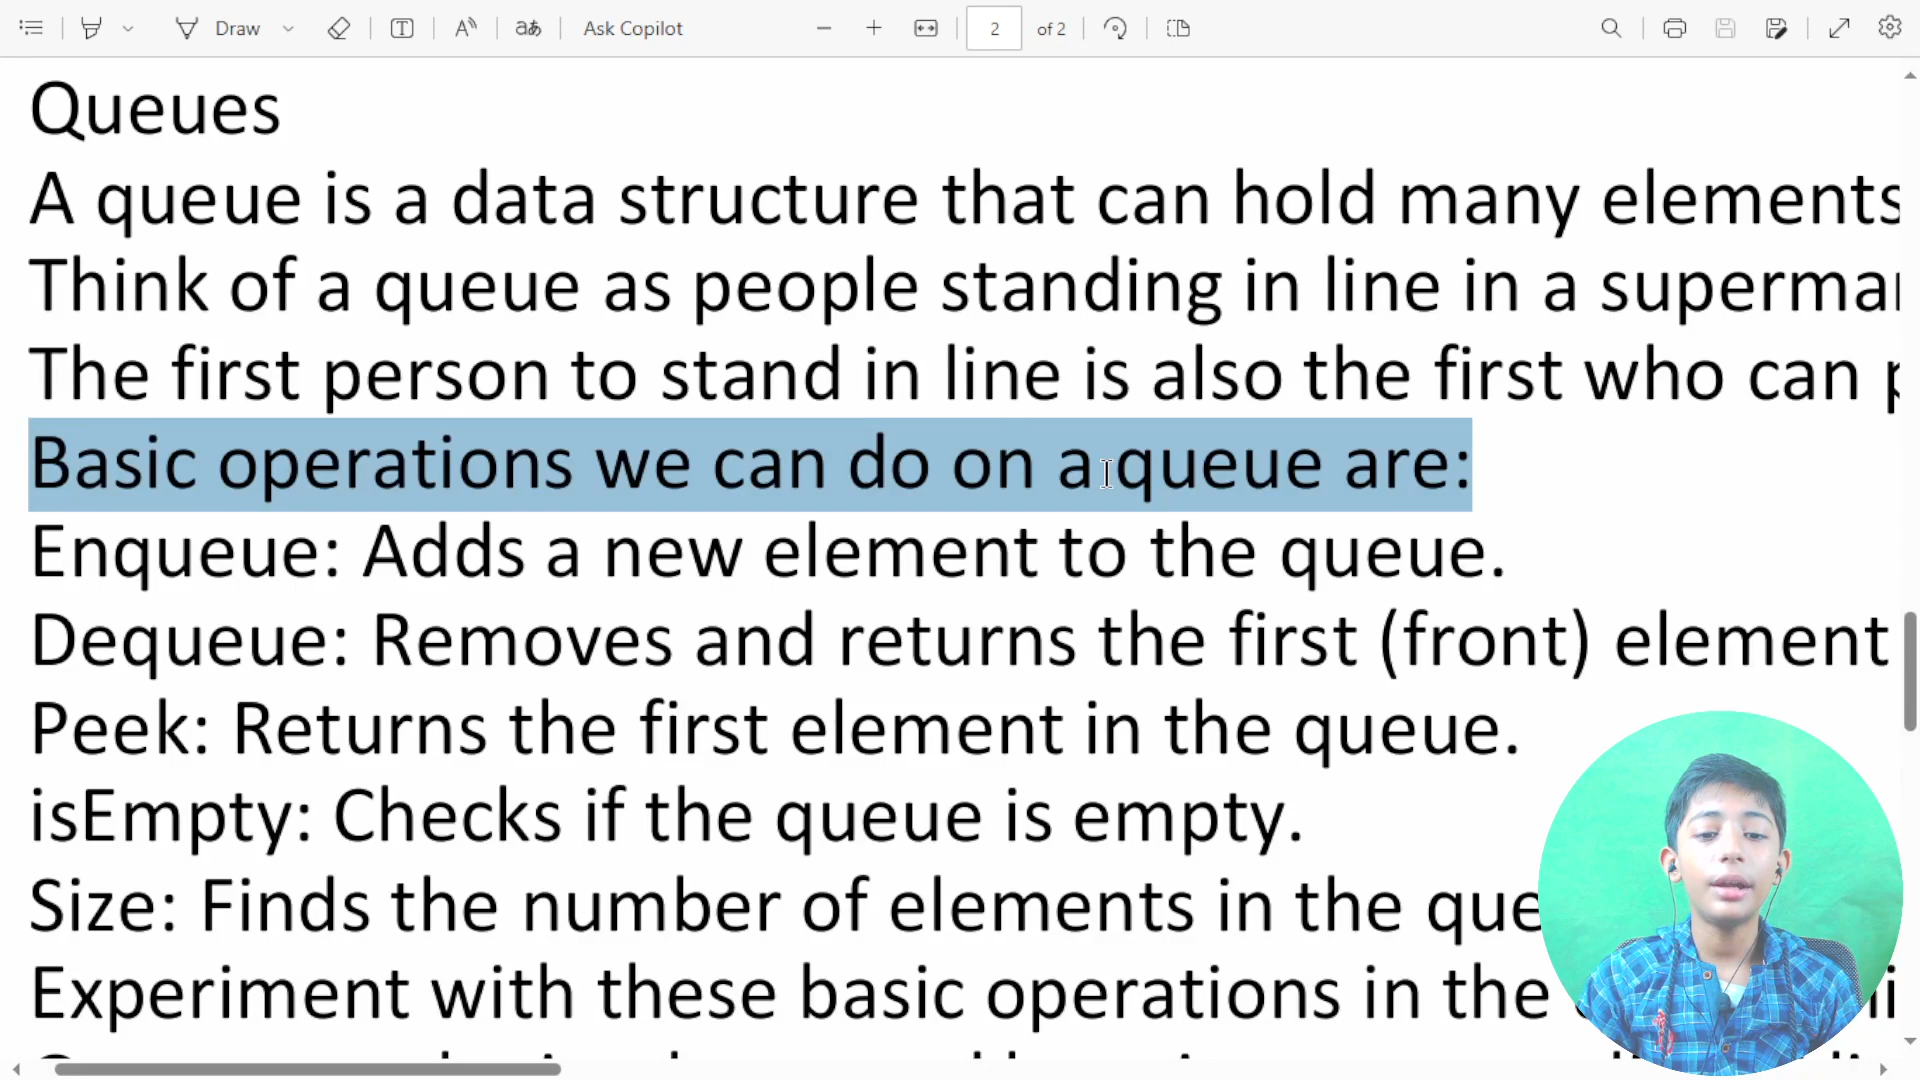 Draw
Ask Copilot
2 of 2
Queues
A queue is a data structure that can hold many elements
Think of a queue as people standing in line in a
The first person to stand in line is also the first who can
Basic operations we can do on a queue are:
Enqueue: Adds a new element to the queue.
Dequeue: Removes and returns the first (front) element
Peek: Returns the first element in the queue.
isEmpty: Checks if the queue is empty.
Size: Finds the number of elements in the
Experiment with these basic operations in the